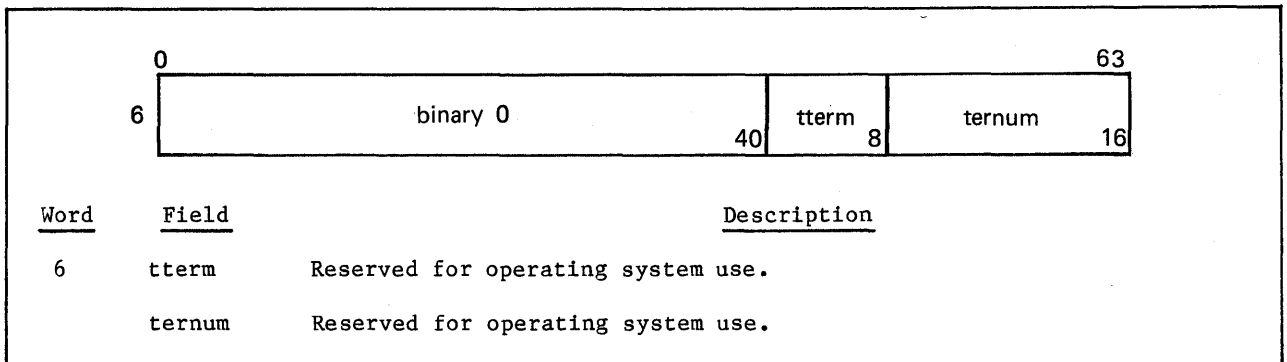 0 63
6 binary 0 40 tterm 8 ternum 16
Word Field Description
6 tterm Reserved for operating system use.
ternum Reserved for operating system use.